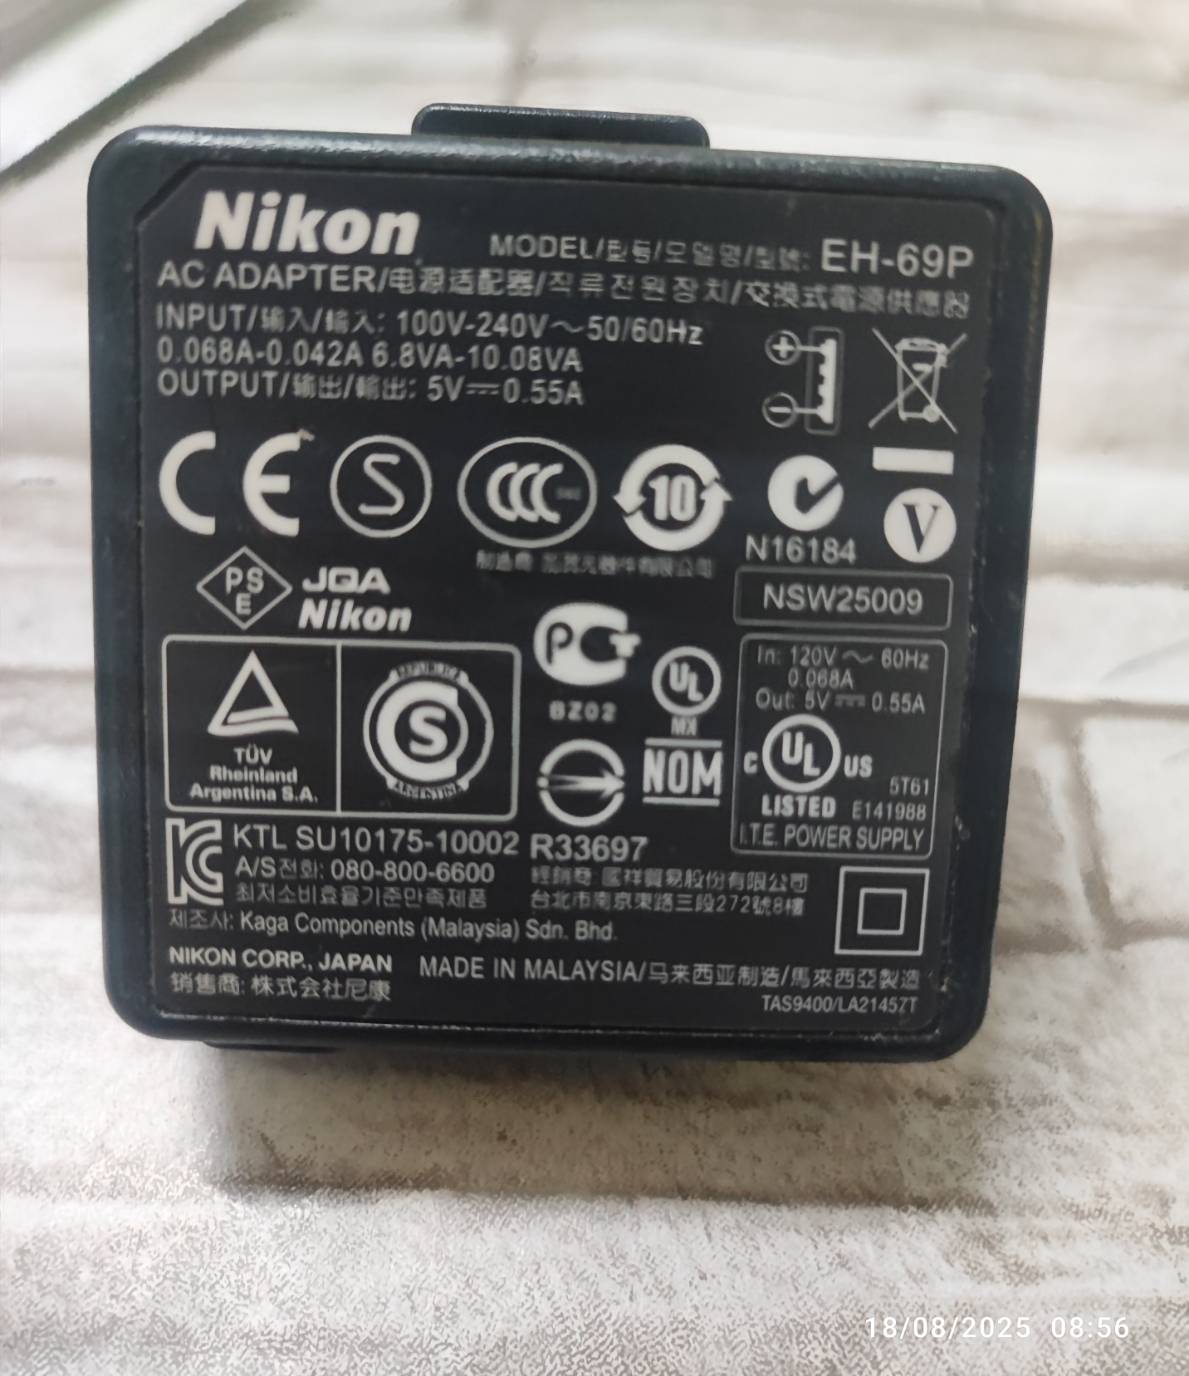 Nikon
MODEL/型号/모델명/型號: EH-69P
AC ADAPTER/电源适配器/직류전원장치/交換式電源供應器
INPUT/输入/輸入: 100V-240V～50/60Hz
0.068A-0.042A 6.8VA-10.08VA
OUTPUT/输出/輸出: 5V⎓0.55A
CE
S
CCC
10
N16184
V
NSW25009
PS
E
JQA
Nikon
TÜV
Rheinland
Argentina S.A.
S
ARGENTINA
BZ02
UL
MX
NOM
In: 120V～ 60Hz
0.068A
Out: 5V⎓ 0.55A
C UL US
5T61
LISTED E141988
I.T.E. POWER SUPPLY
KTL SU10175-10002 R33697
A/S전화: 080-800-6600
최저소비효율기준만족제품
經銷商: 國祥貿易股份有限公司
台北市南京東路三段272號8樓
제조사: Kaga Components (Malaysia) Sdn. Bhd.
NIKON CORP., JAPAN MADE IN MALAYSIA/马来西亚制造/馬來西亞製造
销售商: 株式会社尼康
TAS9400/LA21457T
18/08/2025 08:56